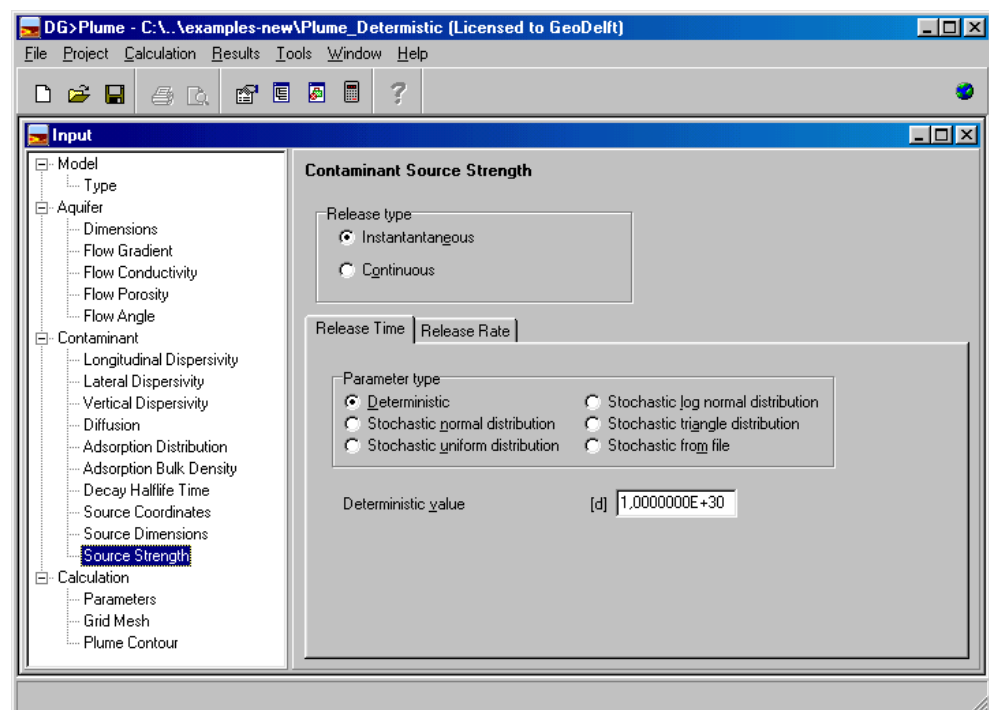 DG>Plume - C:\..\examples-new\Plume_Determistic (Licensed to GeoDelft)
File Project Calculation Results Tools Window Help
Input
Model
Type
Aquifer
Dimensions
Flow Gradient
Flow Conductivity
Flow Porosity
Flow Angle
Contaminant
Longitudinal Dispersivity
Lateral Dispersivity
Vertical Dispersivity
Diffusion
Adsorption Distribution
Adsorption Bulk Density
Decay Halflife Time
Source Coordinates
Source Dimensions
Source Strength
Calculation
Parameters
Grid Mesh
Plume Contour
Contaminant Source Strength
Release type
Instantantaneous
Continuous
Release Time Release Rate
Parameter type
Deterministic Stochastic log normal distribution
Stochastic normal distribution Stochastic triangle distribution
Stochastic uniform distribution Stochastic from file
Deterministic value [d] 1,0000000E+30